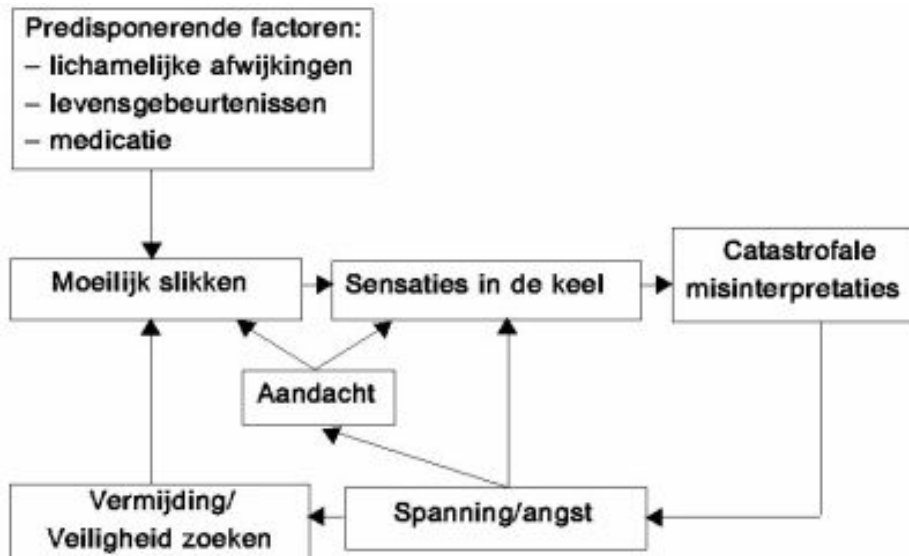 Predisponerende factoren:
– lichamelijke afwijkingen
– levensgebeurtenissen
– medicatie
Moeilijk slikken
Sensaties in de keel
Catastrofale
misinterpretaties
Aandacht
Vermijding/
Veiligheid zoeken
Spanning/angst